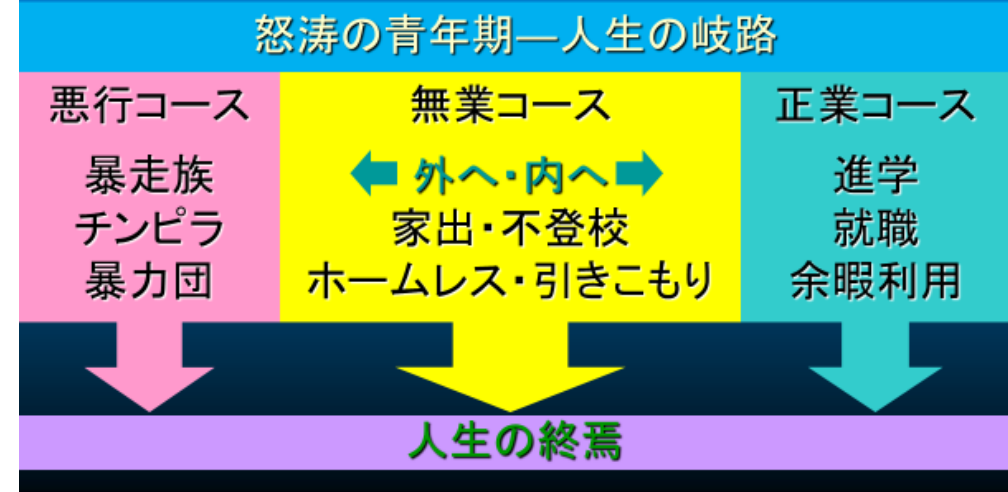 怒涛の青年期―人生の岐路
悪行コース
暴走族
チンピラ
暴力団
無業コース
外へ・内へ
家出・不登校
ホームレス・引きこもり
正業コース
進学
就職
余暇利用
人生の終焉